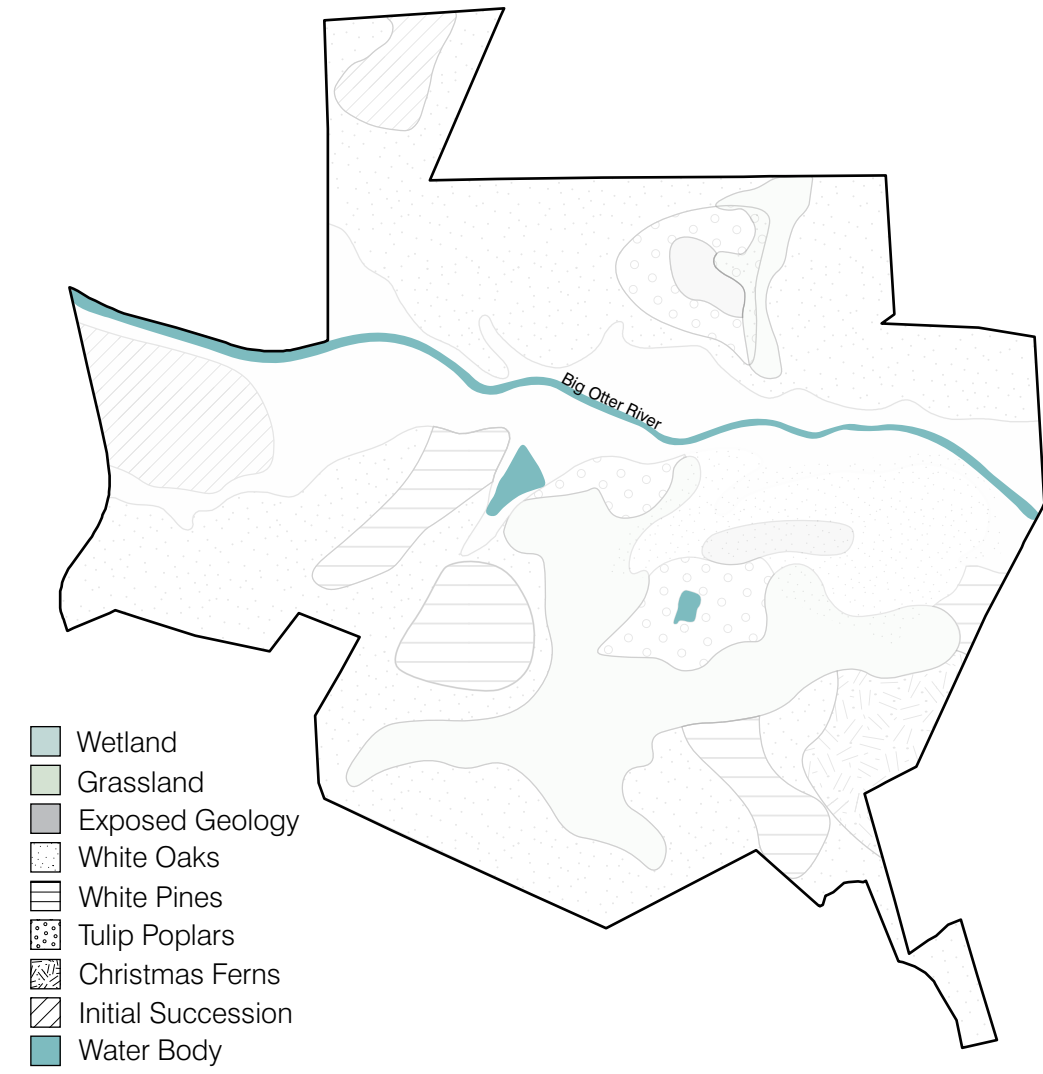 Big Otter River
Wetland
Grassland
Exposed Geology
White Oaks
White Pines
Tulip Poplars
Christmas Ferns
Initial Succession
Water Body